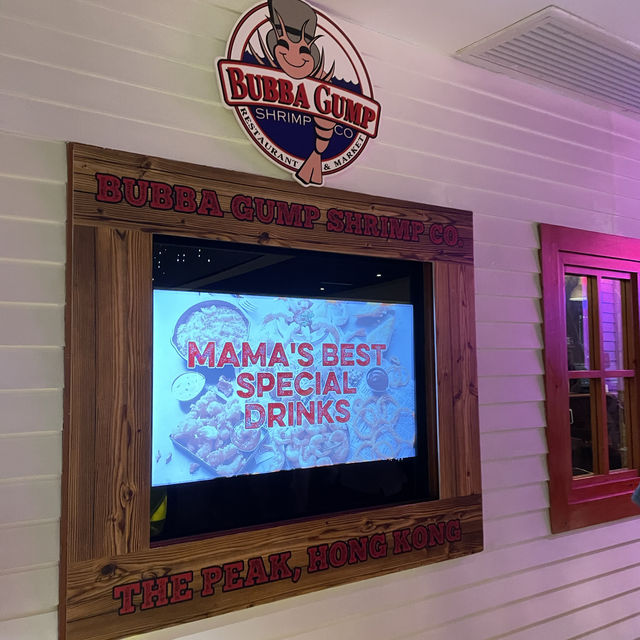 BUBBA GUMP
SHRIMP CO
RESTAURANT & MARKET
BUBBA GUMP SHRIMP CO.
MAMA'S BEST
SPECIAL
DRINKS
THE PEAK, HONG KONG